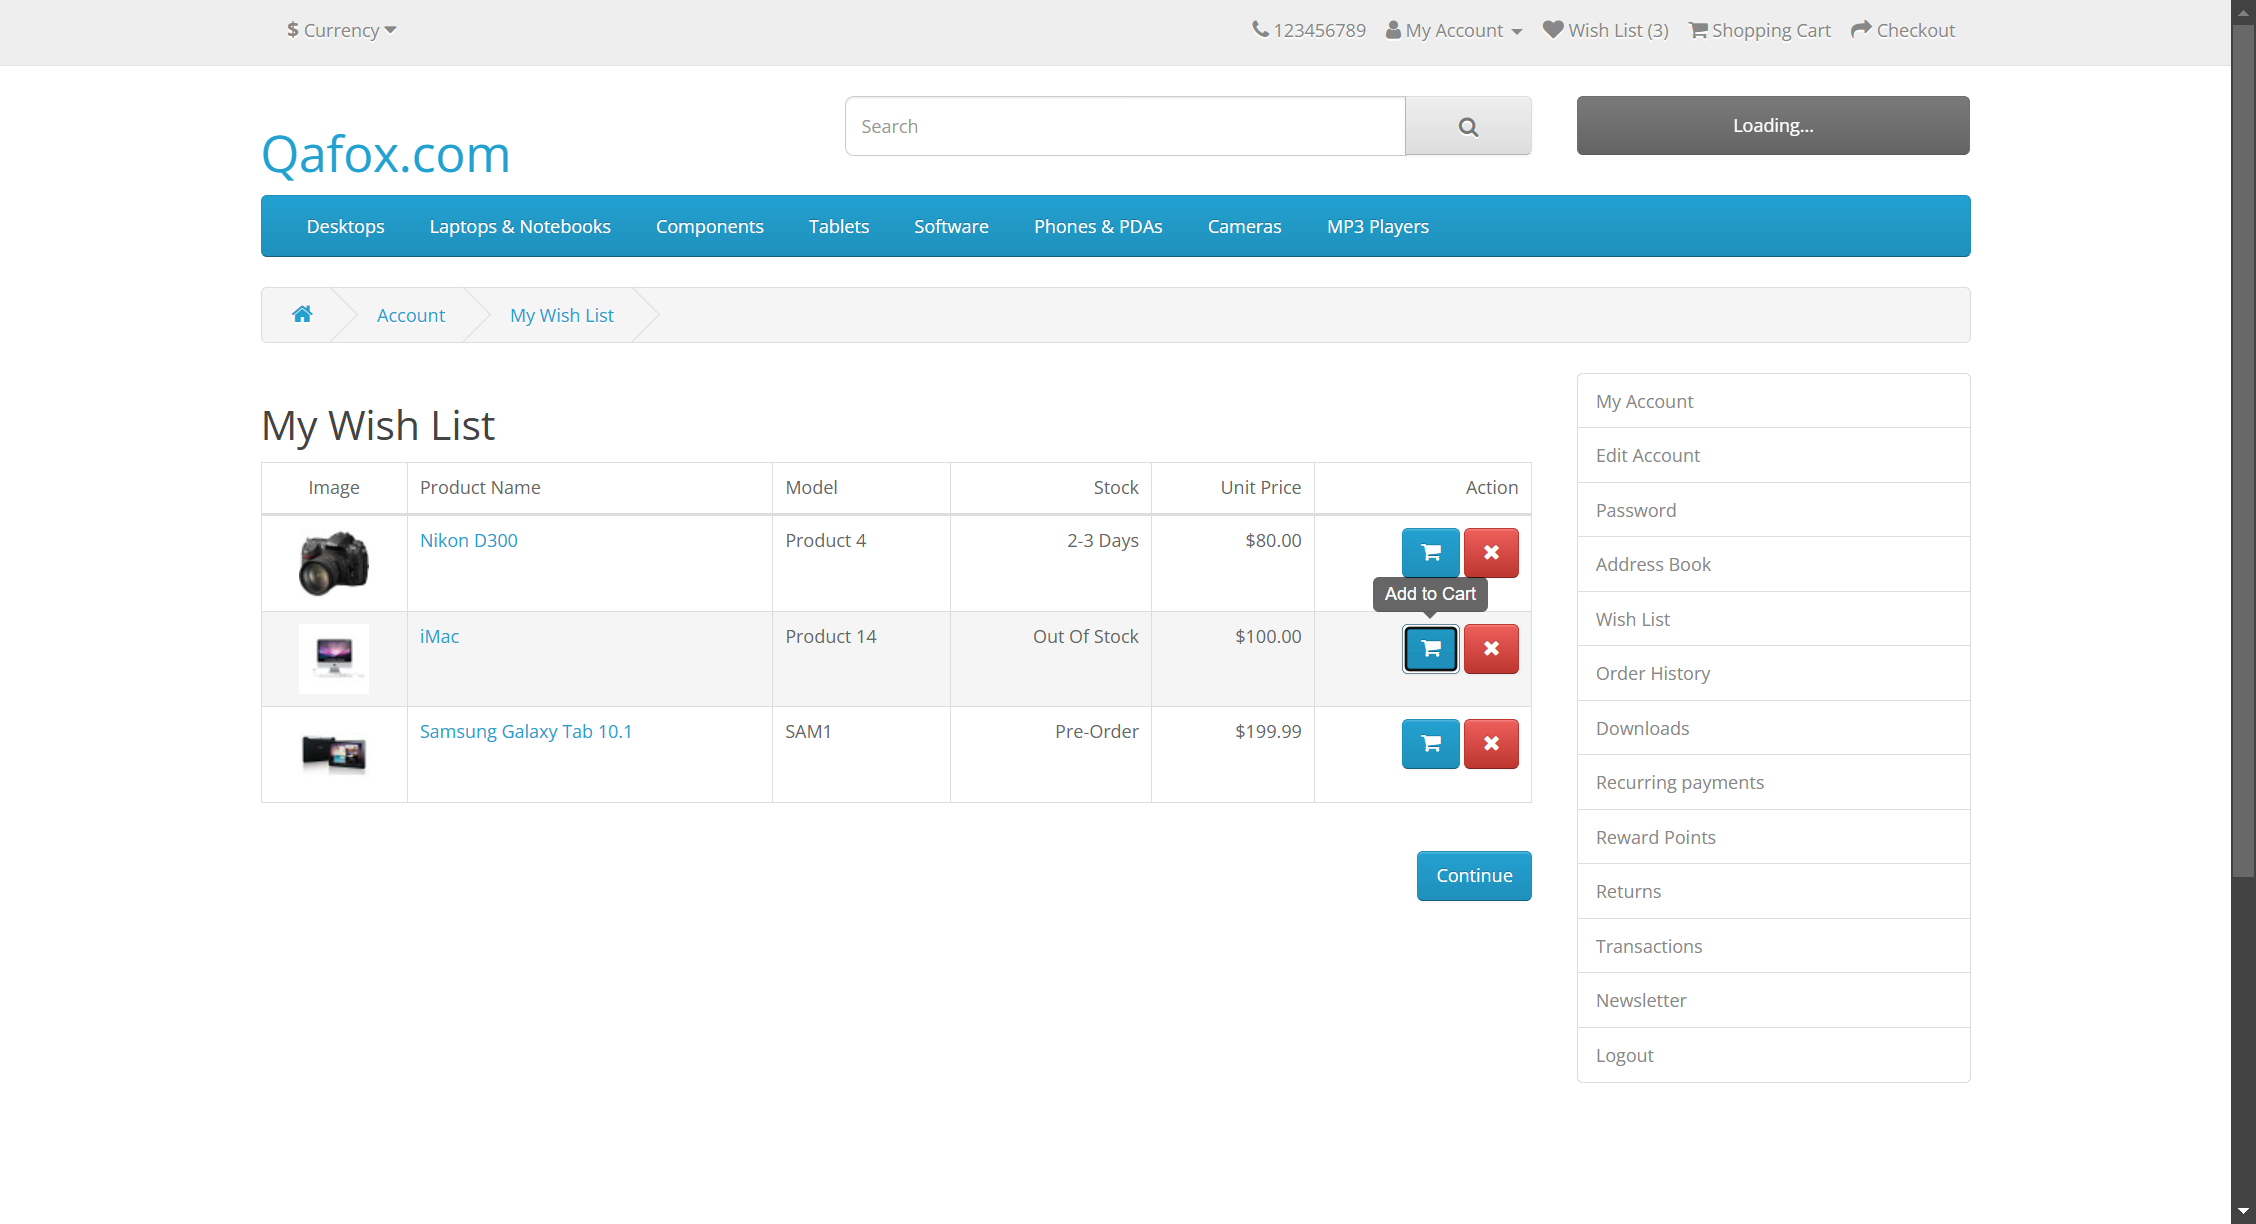 $ Currency
123456789 My Account Wish List (3) Shopping Cart Checkout
Qafox.com
Search
Loading...
Desktops Laptops & Notebooks Components Tablets Software Phones & PDAs Cameras MP3 Players
Account My Wish List
My Wish List
Image Product Name Model Stock Unit Price Action
Nikon D300 Product 4 2-3 Days $80.00
Add to Cart
iMac Product 14 Out Of Stock $100.00
Samsung Galaxy Tab 10.1 SAM1 Pre-Order $199.99
Continue
My Account
Edit Account
Password
Address Book
Wish List
Order History
Downloads
Recurring payments
Reward Points
Returns
Transactions
Newsletter
Logout